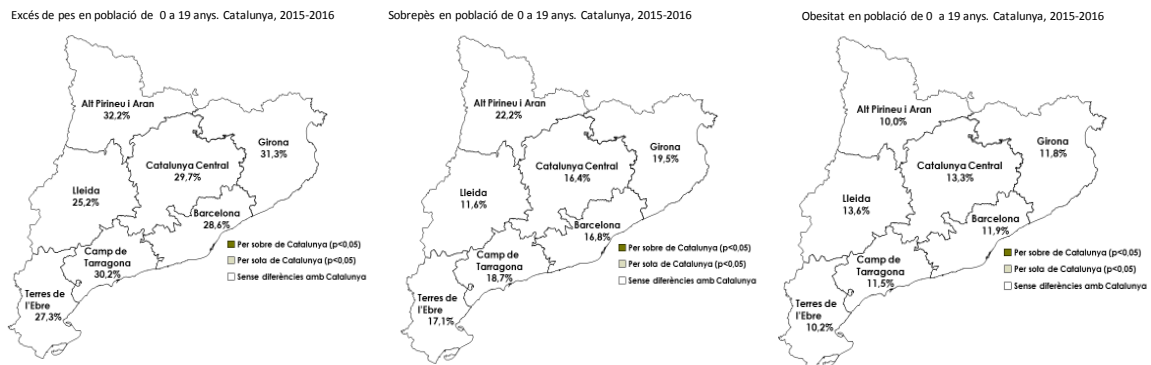 Excés de pes en població de 0 a 19 anys. Catalunya, 2015-2016
Alt Pirineu i Aran
32,2%
Girona
31,3%
Catalunya Central
29,7%
Lleida
25,2%
Barcelona
28,6%
Camp de
Tarragona
30,2%
Terres de
l'Ebre
27,3%
Per sobre de Catalunya (p<0,05)
Per sota de Catalunya (p<0,05)
Sense diferències amb Catalunya
Sobrepès en població de 0 a 19 anys. Catalunya, 2015-2016
Alt Pirineu i Aran
22,2%
Girona
19,5%
Catalunya Central
16,4%
Lleida
11,6%
Barcelona
16,8%
Camp de
Tarragona
18,7%
Terres de
l'Ebre
17,1%
Per sobre de Catalunya (p<0,05)
Per sota de Catalunya (p<0,05)
Sense diferències amb Catalunya
Obesitat en població de 0 a 19 anys. Catalunya, 2015-2016
Alt Pirineu i Aran
10,0%
Girona
11,8%
Catalunya Central
13,3%
Lleida
13,6%
Barcelona
11,9%
Camp de
Tarragona
11,5%
Terres de
l'Ebre
10,2%
Per sobre de Catalunya (p<0,05)
Per sota de Catalunya (p<0,05)
Sense diferències amb Catalunya